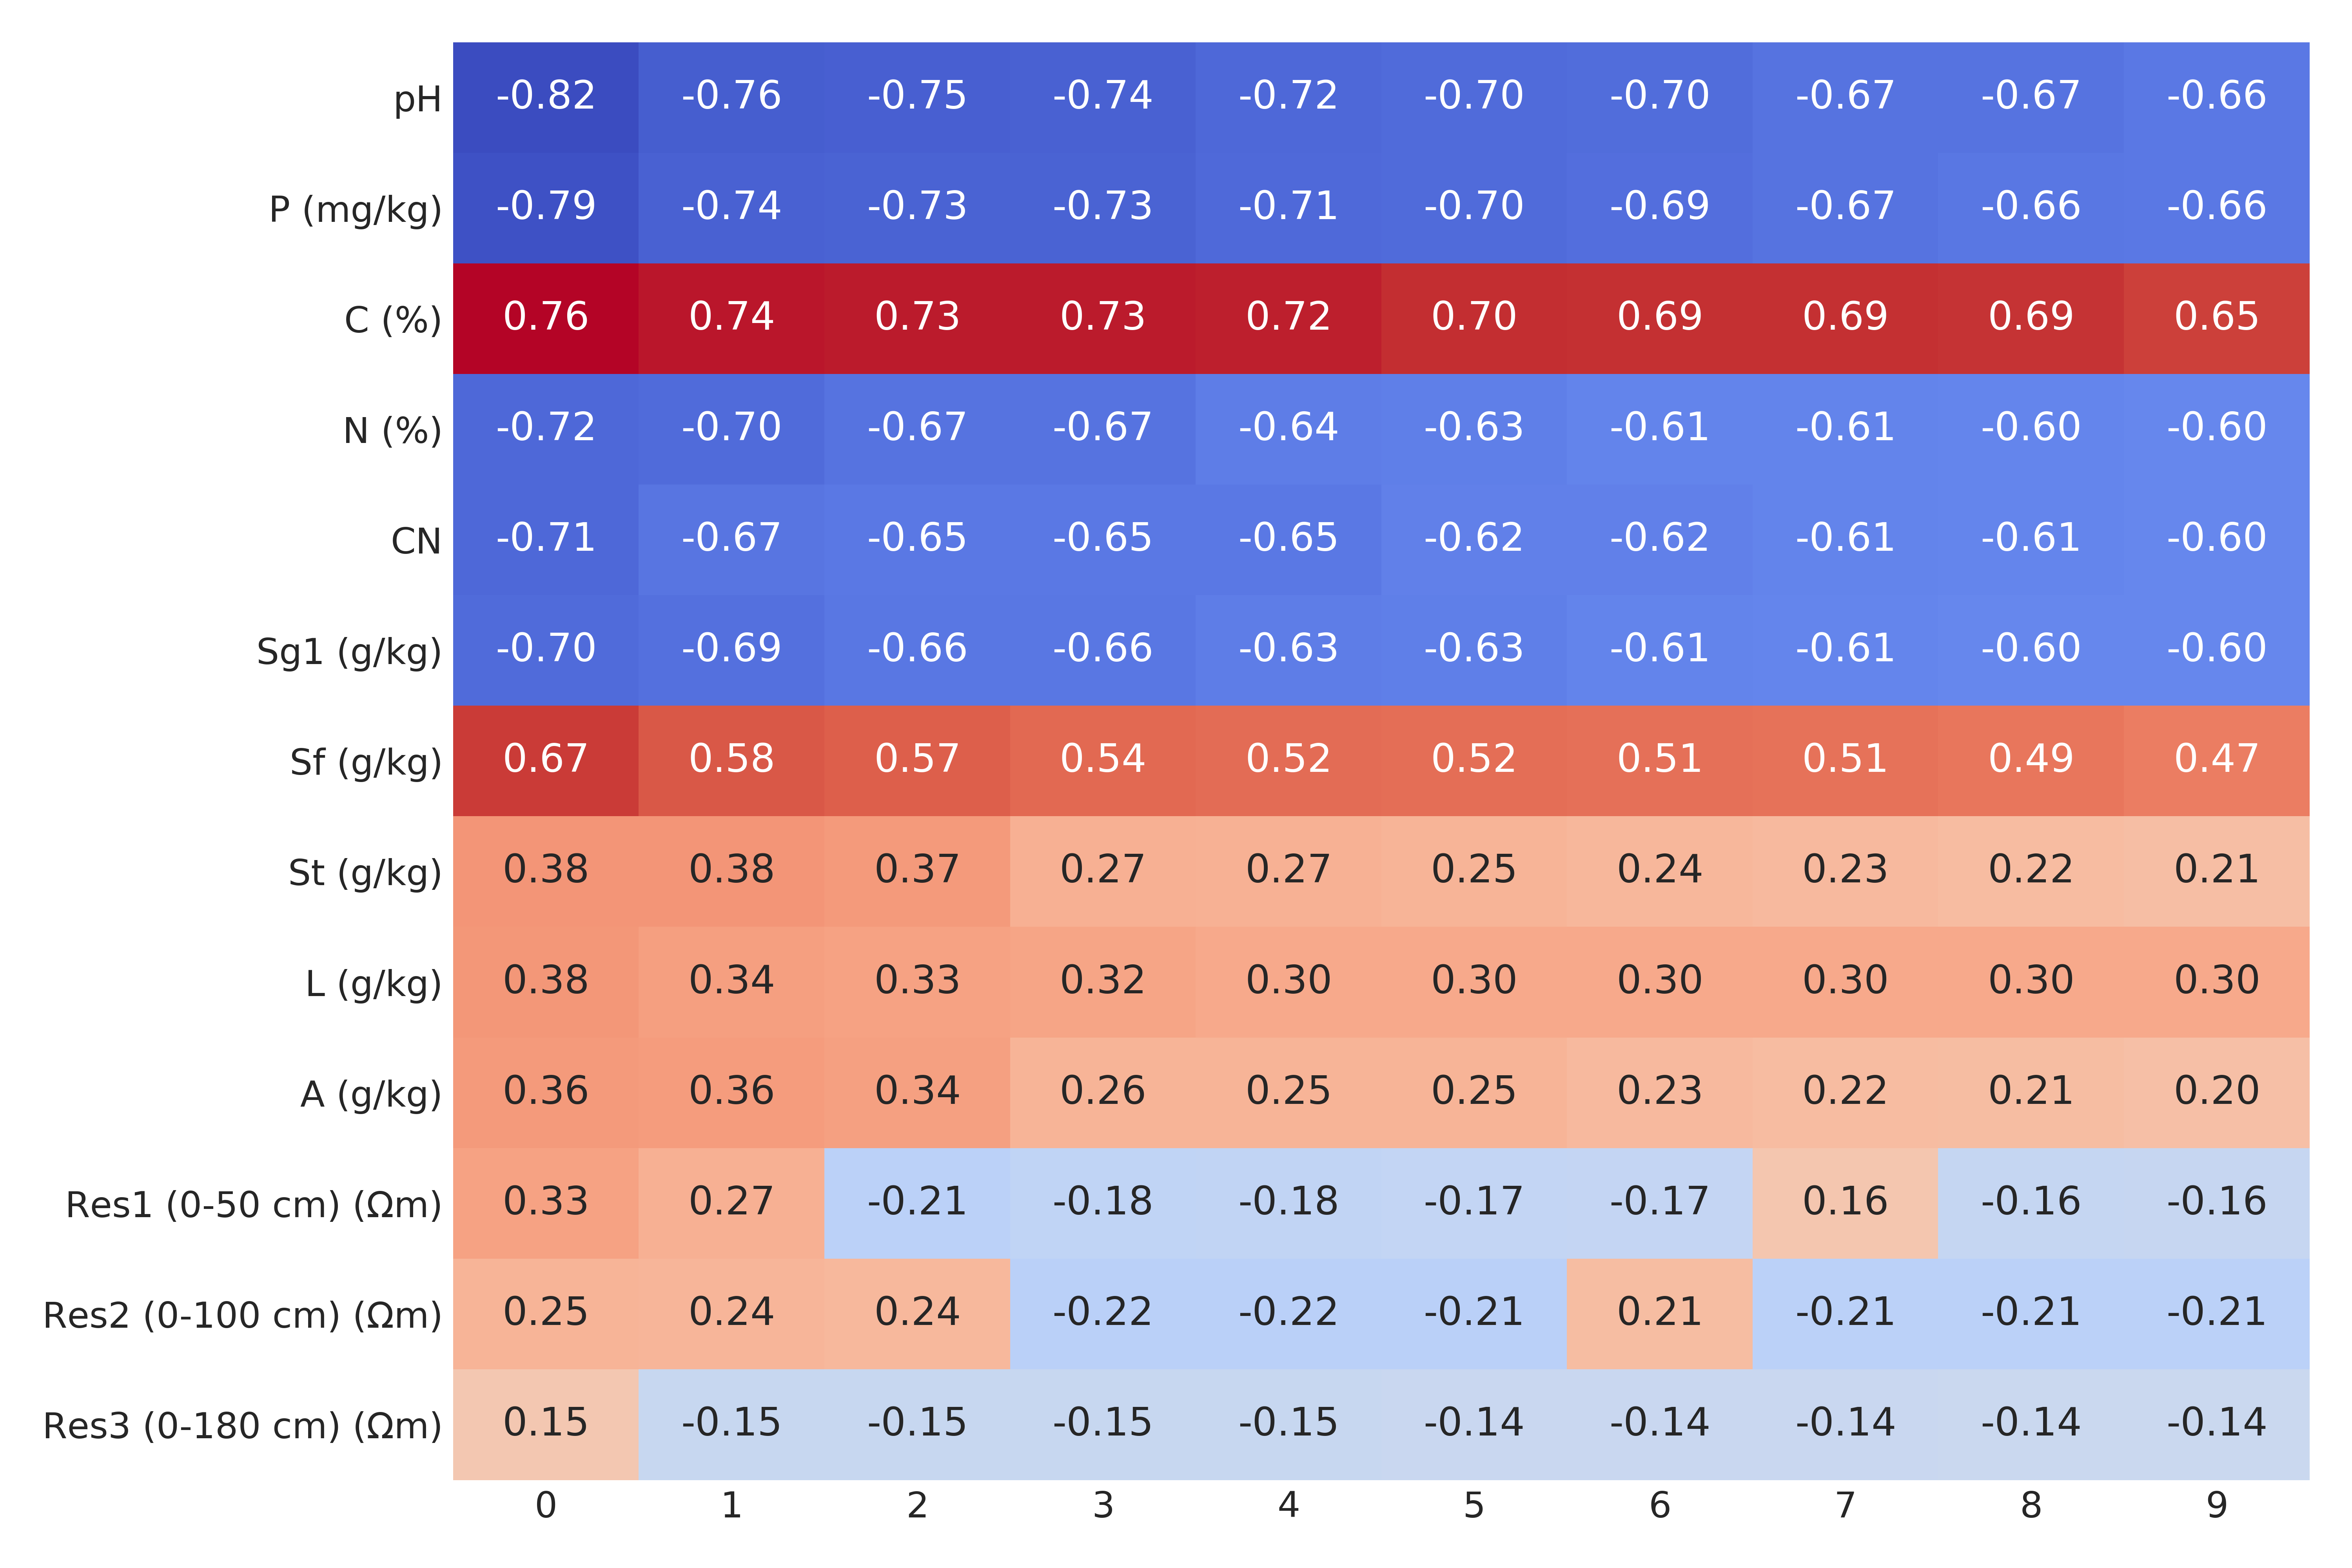 pH -0.82 -0.76 -0.75 -0.74 -0.72 -0.70 -0.70 -0.67 -0.67 -0.66
P (mg/kg) -0.79 -0.74 -0.73 -0.73 -0.71 -0.70 -0.69 -0.67 -0.66 -0.66
C (%) 0.76 0.74 0.73 0.73 0.72 0.70 0.69 0.69 0.69 0.65
N (%) -0.72 -0.70 -0.67 -0.67 -0.64 -0.63 -0.61 -0.61 -0.60 -0.60
CN -0.71 -0.67 -0.65 -0.65 -0.65 -0.62 -0.62 -0.61 -0.61 -0.60
Sg1 (g/kg) -0.70 -0.69 -0.66 -0.66 -0.63 -0.63 -0.61 -0.61 -0.60 -0.60
Sf (g/kg) 0.67 0.58 0.57 0.54 0.52 0.52 0.51 0.51 0.49 0.47
St (g/kg) 0.38 0.38 0.37 0.27 0.27 0.25 0.24 0.23 0.22 0.21
L (g/kg) 0.38 0.34 0.33 0.32 0.30 0.30 0.30 0.30 0.30 0.30
A (g/kg) 0.36 0.36 0.34 0.26 0.25 0.25 0.23 0.22 0.21 0.20
Res1 (0-50 cm) (Ωm) 0.33 0.27 -0.21 -0.18 -0.18 -0.17 -0.17 0.16 -0.16 -0.16
Res2 (0-100 cm) (Ωm) 0.25 0.24 0.24 -0.22 -0.22 -0.21 0.21 -0.21 -0.21 -0.21
Res3 (0-180 cm) (Ωm) 0.15 -0.15 -0.15 -0.15 -0.15 -0.14 -0.14 -0.14 -0.14 -0.14
0 1 2 3 4 5 6 7 8 9